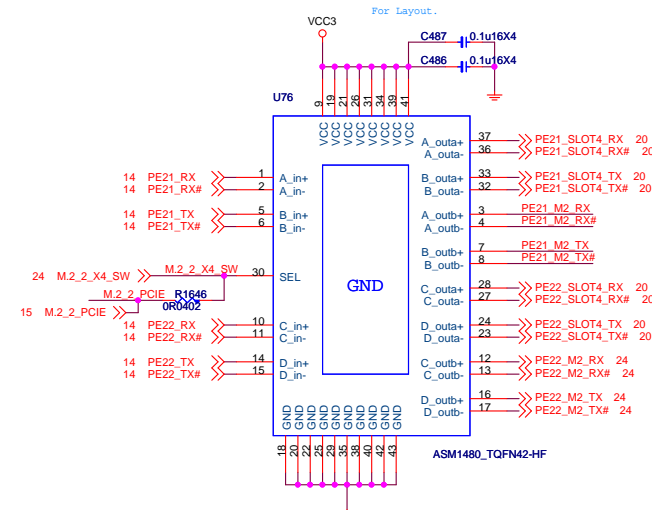 For Layout.
VCC3
C487 0.1u16X4
C486 0.1u16X4
U76
9 19 21 26 31 34 39 41
VCC VCC VCC VCC VCC VCC VCC VCC
A_outa+ 37 PE21_SLOT4_RX 20
A_outa- 36 PE21_SLOT4_RX# 20
14 PE21_RX 1 A_in+
14 PE21_RX# 2 A_in-
B_outa+ 33 PE21_SLOT4_TX 20
B_outa- 32 PE21_SLOT4_TX# 20
14 PE21_TX 5 B_in+
14 PE21_TX# 6 B_in-
A_outb+ 3 PE21_M2_RX
A_outb- 4 PE21_M2_RX#
B_outb+ 7 PE21_M2_TX
B_outb- 8 PE21_M2_TX#
24 M.2_2_X4_SW M.2_2_X4_SW 30 SEL
GND
M.2_2_PCIE R1646
0R0402
15 M.2_2_PCIE
C_outa+ 28 PE22_SLOT4_RX 20
C_outa- 27 PE22_SLOT4_RX# 20
14 PE22_RX 10 C_in+
14 PE22_RX# 11 C_in-
D_outa+ 24 PE22_SLOT4_TX 20
D_outa- 23 PE22_SLOT4_TX# 20
14 PE22_TX 14 D_in+
14 PE22_TX# 15 D_in-
C_outb+ 12 PE22_M2_RX 24
C_outb- 13 PE22_M2_RX# 24
D_outb+ 16 PE22_M2_TX 24
D_outb- 17 PE22_M2_TX# 24
GND GND GND GND GND GND GND GND GND GND
18 20 22 25 29 35 38 40 42 43
ASM1480_TQFN42-HF